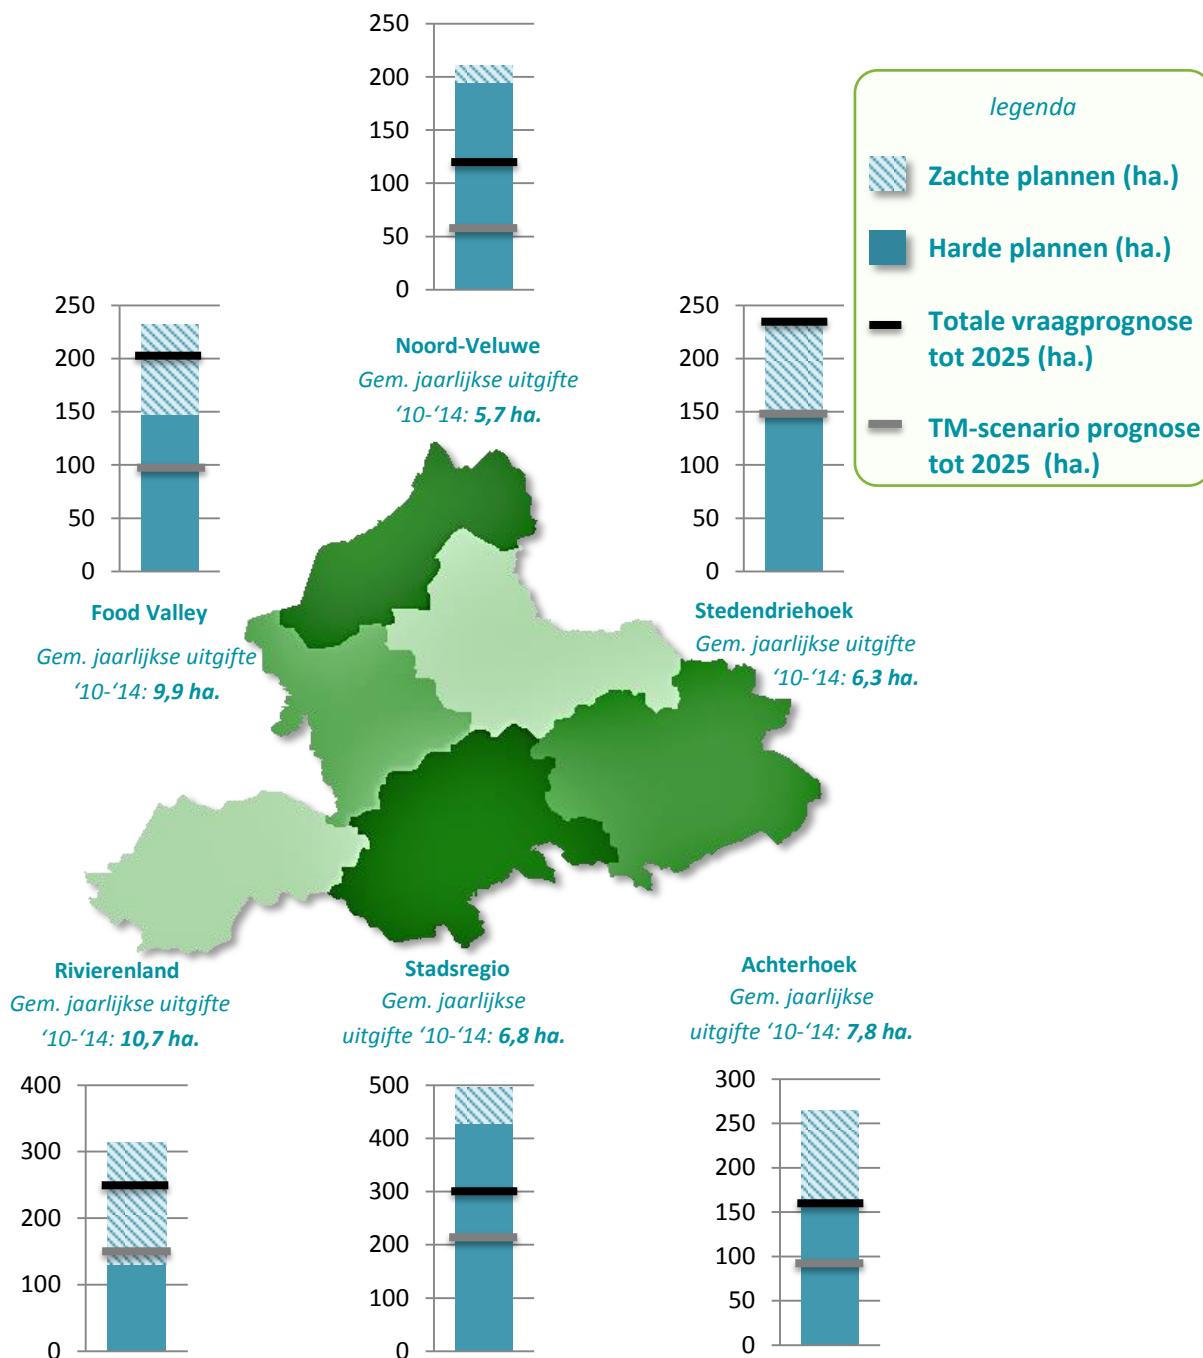 250
200
150
100
50
0
Noord-Veluwe
Gem. jaarlijkse uitgifte
‘10-‘14: 5,7 ha.
legenda
Zachte plannen (ha.)
Harde plannen (ha.)
Totale vraagprognose
tot 2025 (ha.)
TM-scenario prognose
tot 2025 (ha.)
250
200
150
100
50
0
Food Valley
Gem. jaarlijkse uitgifte
‘10-‘14: 9,9 ha.
250
200
150
100
50
0
Stedendriehoek
Gem. jaarlijkse uitgifte
‘10-‘14: 6,3 ha.
Rivierenland
Gem. jaarlijkse uitgifte
‘10-‘14: 10,7 ha.
400
300
200
100
0
Stadsregio
Gem. jaarlijkse
uitgifte ‘10-‘14: 6,8 ha.
500
400
300
200
100
0
Achterhoek
Gem. jaarlijkse
uitgifte ‘10-‘14: 7,8 ha.
300
250
200
150
100
50
0